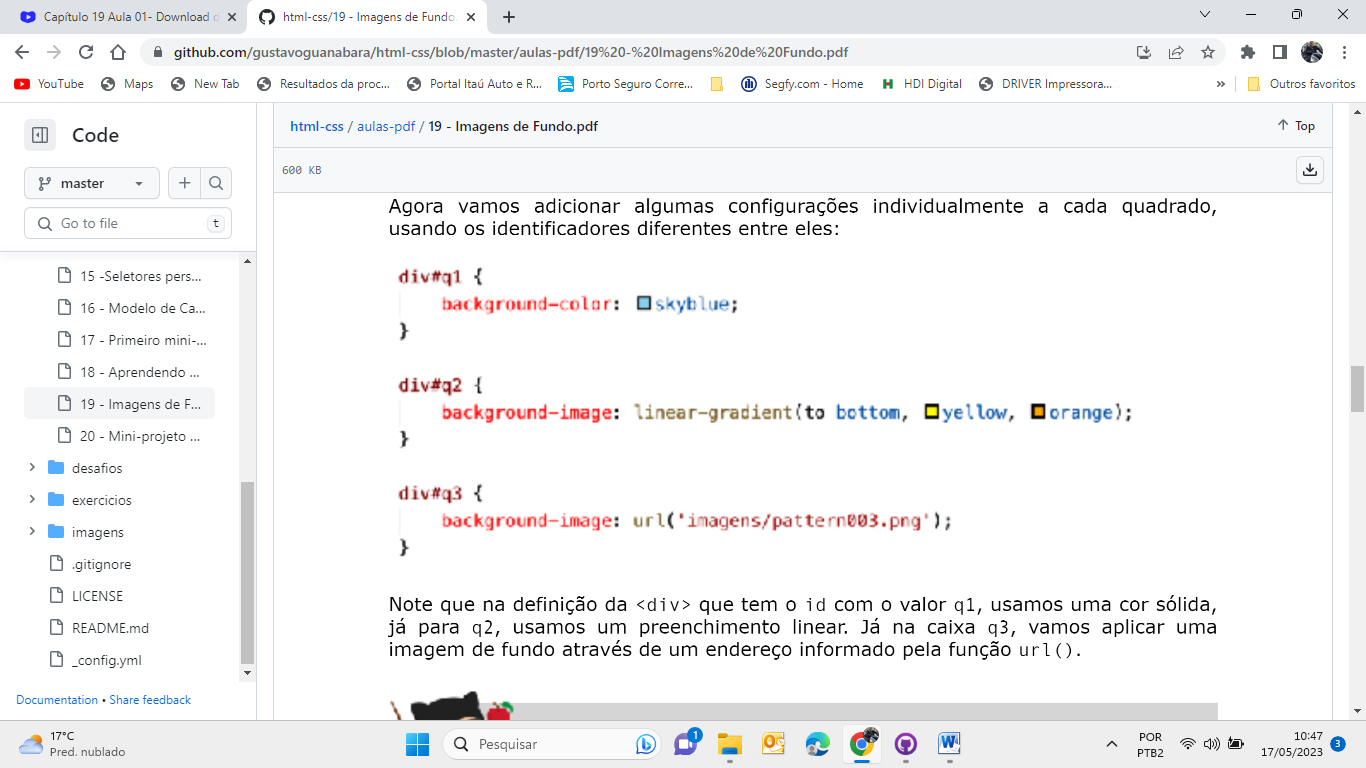 Capítulo 19 Aula 01- Download d
html-css/19 - Imagens de Fundo.
github.com/gustavoguanabara/html-css/blob/master/aulas-pdf/19%20-%20Imagens%20de%20Fundo.pdf
YouTube
Maps
New Tab
Resultados da proc...
Portal Itaú Auto e R...
Porto Seguro Corre...
Segfy.com - Home
HDI Digital
DRIVER Impressora...
»
Outros favoritos
Code
master
Go to file
t
15 -Seletores pers...
16 - Modelo de Ca...
17 - Primeiro mini-...
18 - Aprendendo ...
19 - Imagens de F...
20 - Mini-projeto ...
desafios
exercicios
imagens
.gitignore
LICENSE
README.md
_config.yml
Documentation • Share feedback
html-css / aulas-pdf / 19 - Imagens de Fundo.pdf
Top
600 KB
Agora vamos adicionar algumas configurações individualmente a cada quadrado,
usando os identificadores diferentes entre eles:
div#q1 {
background-color: skyblue;
}
div#q2 {
background-image: linear-gradient(to bottom, yellow, orange);
}
div#q3 {
background-image: url('imagens/pattern003.png');
}
Note que na definição da <div> que tem o id com o valor q1, usamos uma cor sólida,
já para q2, usamos um preenchimento linear. Já na caixa q3, vamos aplicar uma
imagem de fundo através de um endereço informado pela função url().
17°C
Pred. nublado
Pesquisar
1
POR
PTB2
10:47
17/05/2023
3